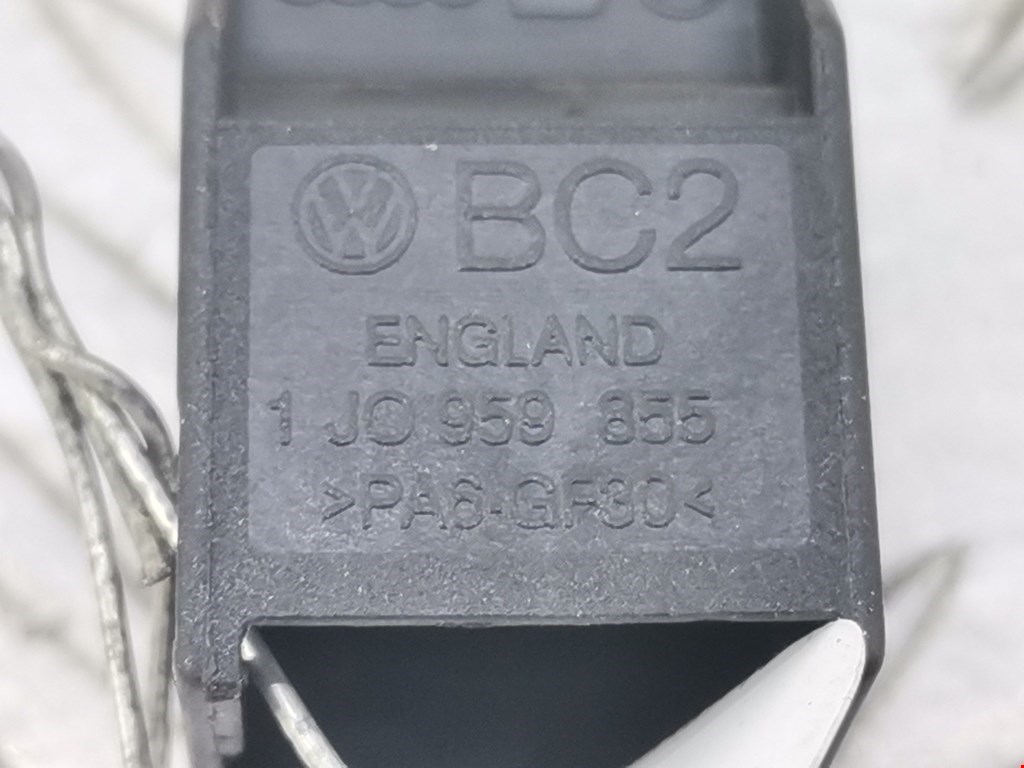 BC2
ENGLAND
1 J0 959 855
>PA6-GF30<